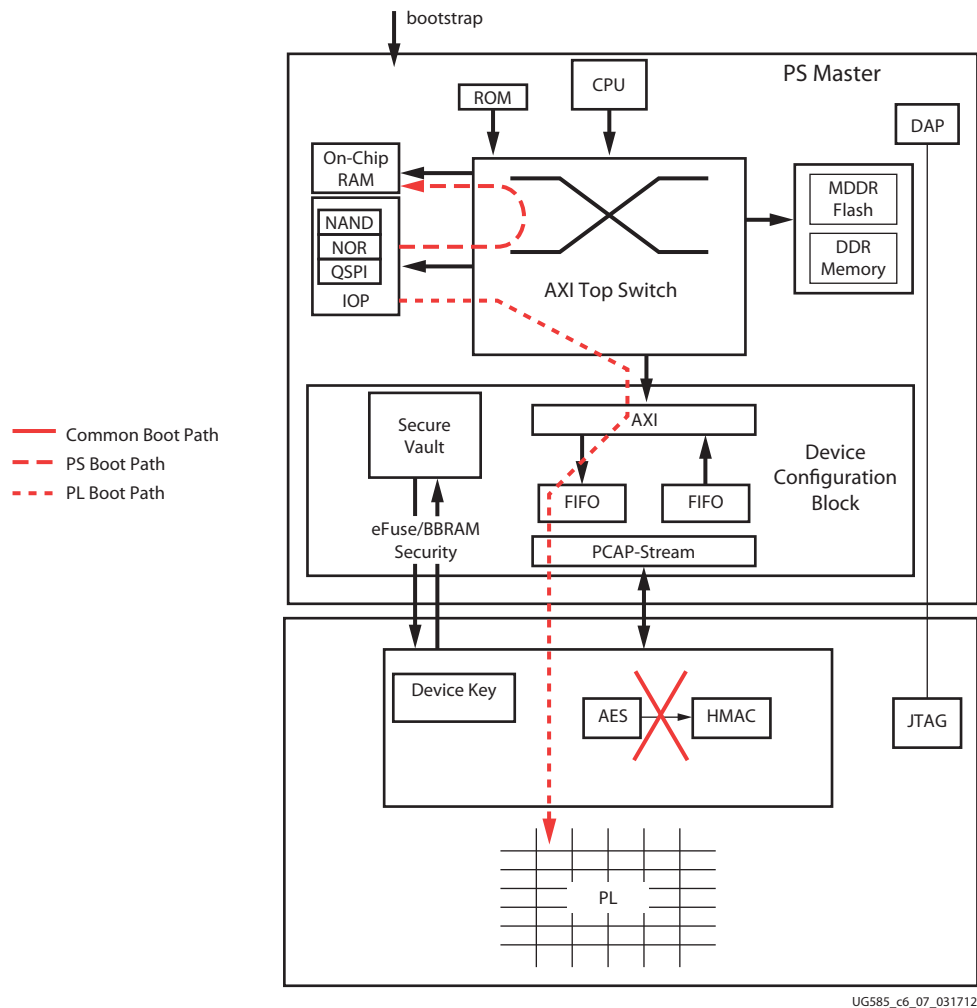 bootstrap
PS Master
ROM
CPU
DAP
On-Chip
RAM
NAND
NOR
QSPI
IOP
AXI Top Switch
MDDR
Flash
DDR
Memory
Common Boot Path
PS Boot Path
PL Boot Path
Secure
Vault
AXI
FIFO
FIFO
Device
Configuration
Block
eFuse/BBRAM
Security
PCAP-Stream
Device Key
AES
HMAC
JTAG
PL
UG585_c6_07_031712